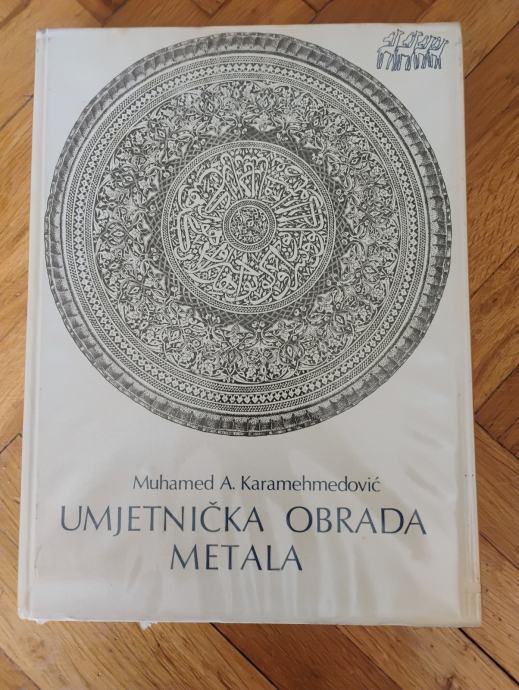 Muhamed A. Karamehmedović
UMJETNIČKA OBRADA
METALA